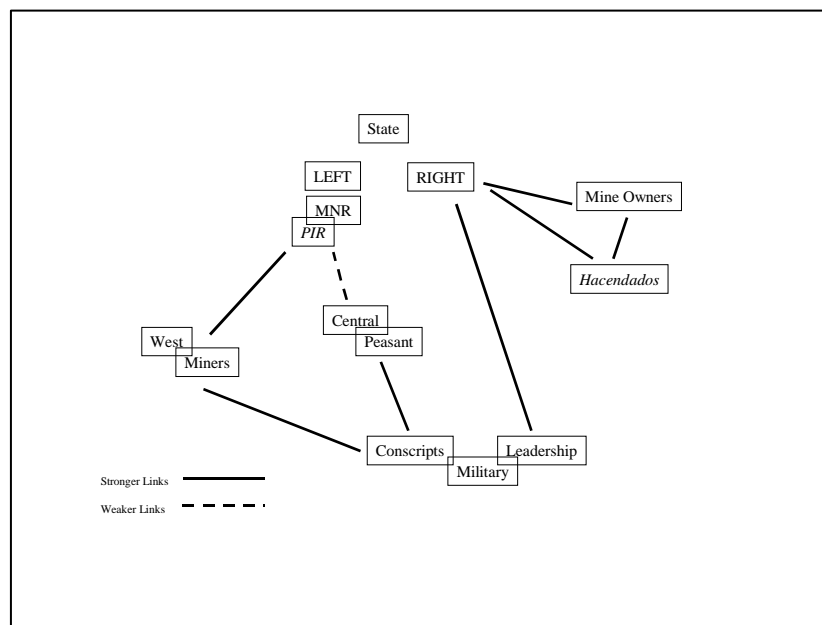 State
LEFT
RIGHT
MNR
Mine Owners
PIR
Hacendados
Central
West
Peasant
Miners
Conscripts
Leadership
Military
Stronger Links
Weaker Links